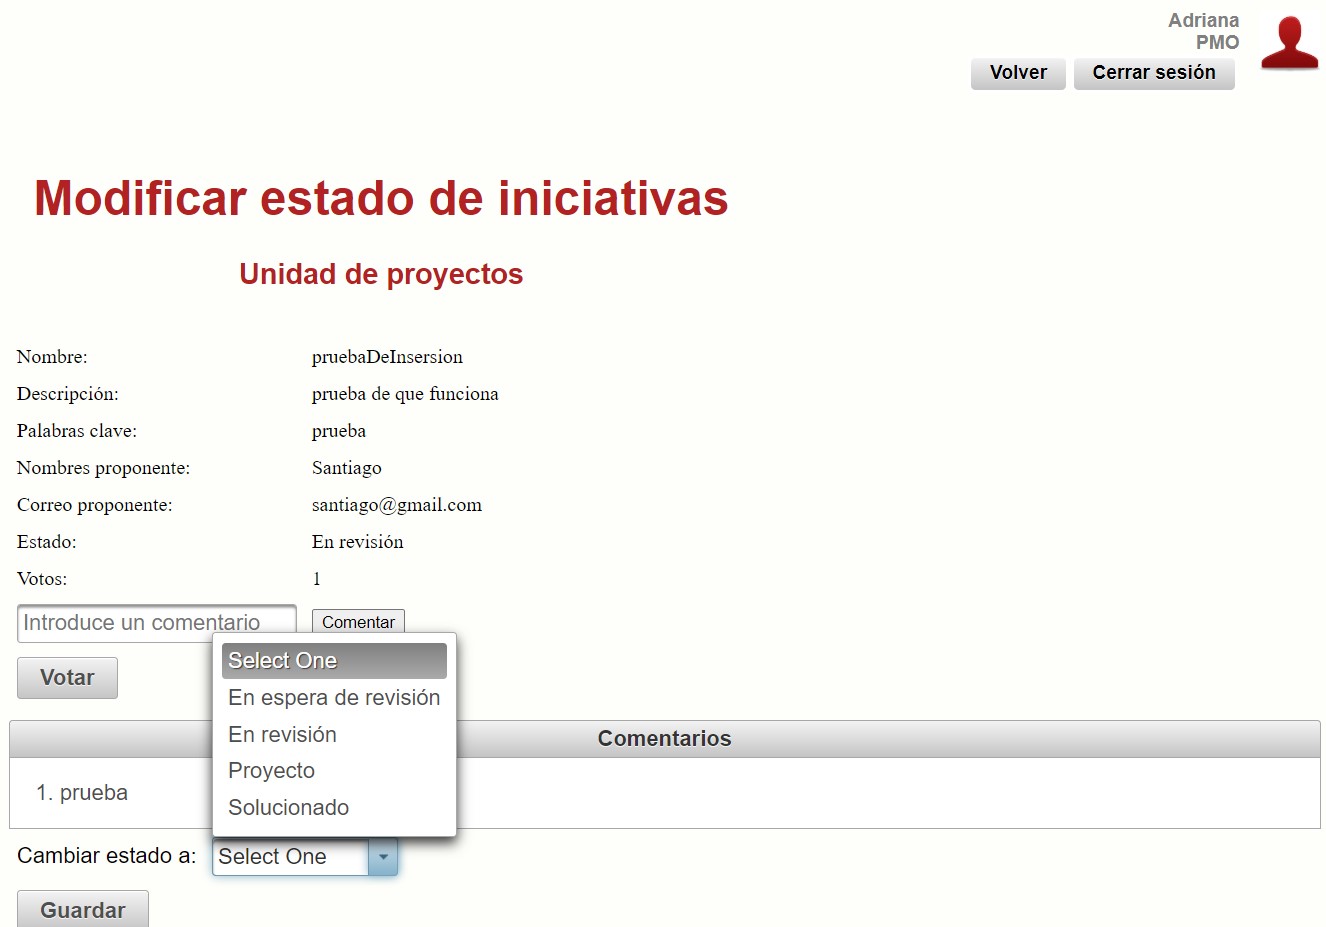 Adriana
PMO
Volver Cerrar sesión
Modificar estado de iniciativas
Unidad de proyectos
Nombre: pruebaDeInsersion
Descripción: prueba de que funciona
Palabras clave: prueba
Nombres proponente: Santiago
Correo proponente: santiago@gmail.com
Estado: En revisión
Votos: 1
Introduce un comentario Comentar
Votar
Select One
En espera de revisión
En revisión
Proyecto
Solucionado
Comentarios
1. prueba
Cambiar estado a: Select One
Guardar